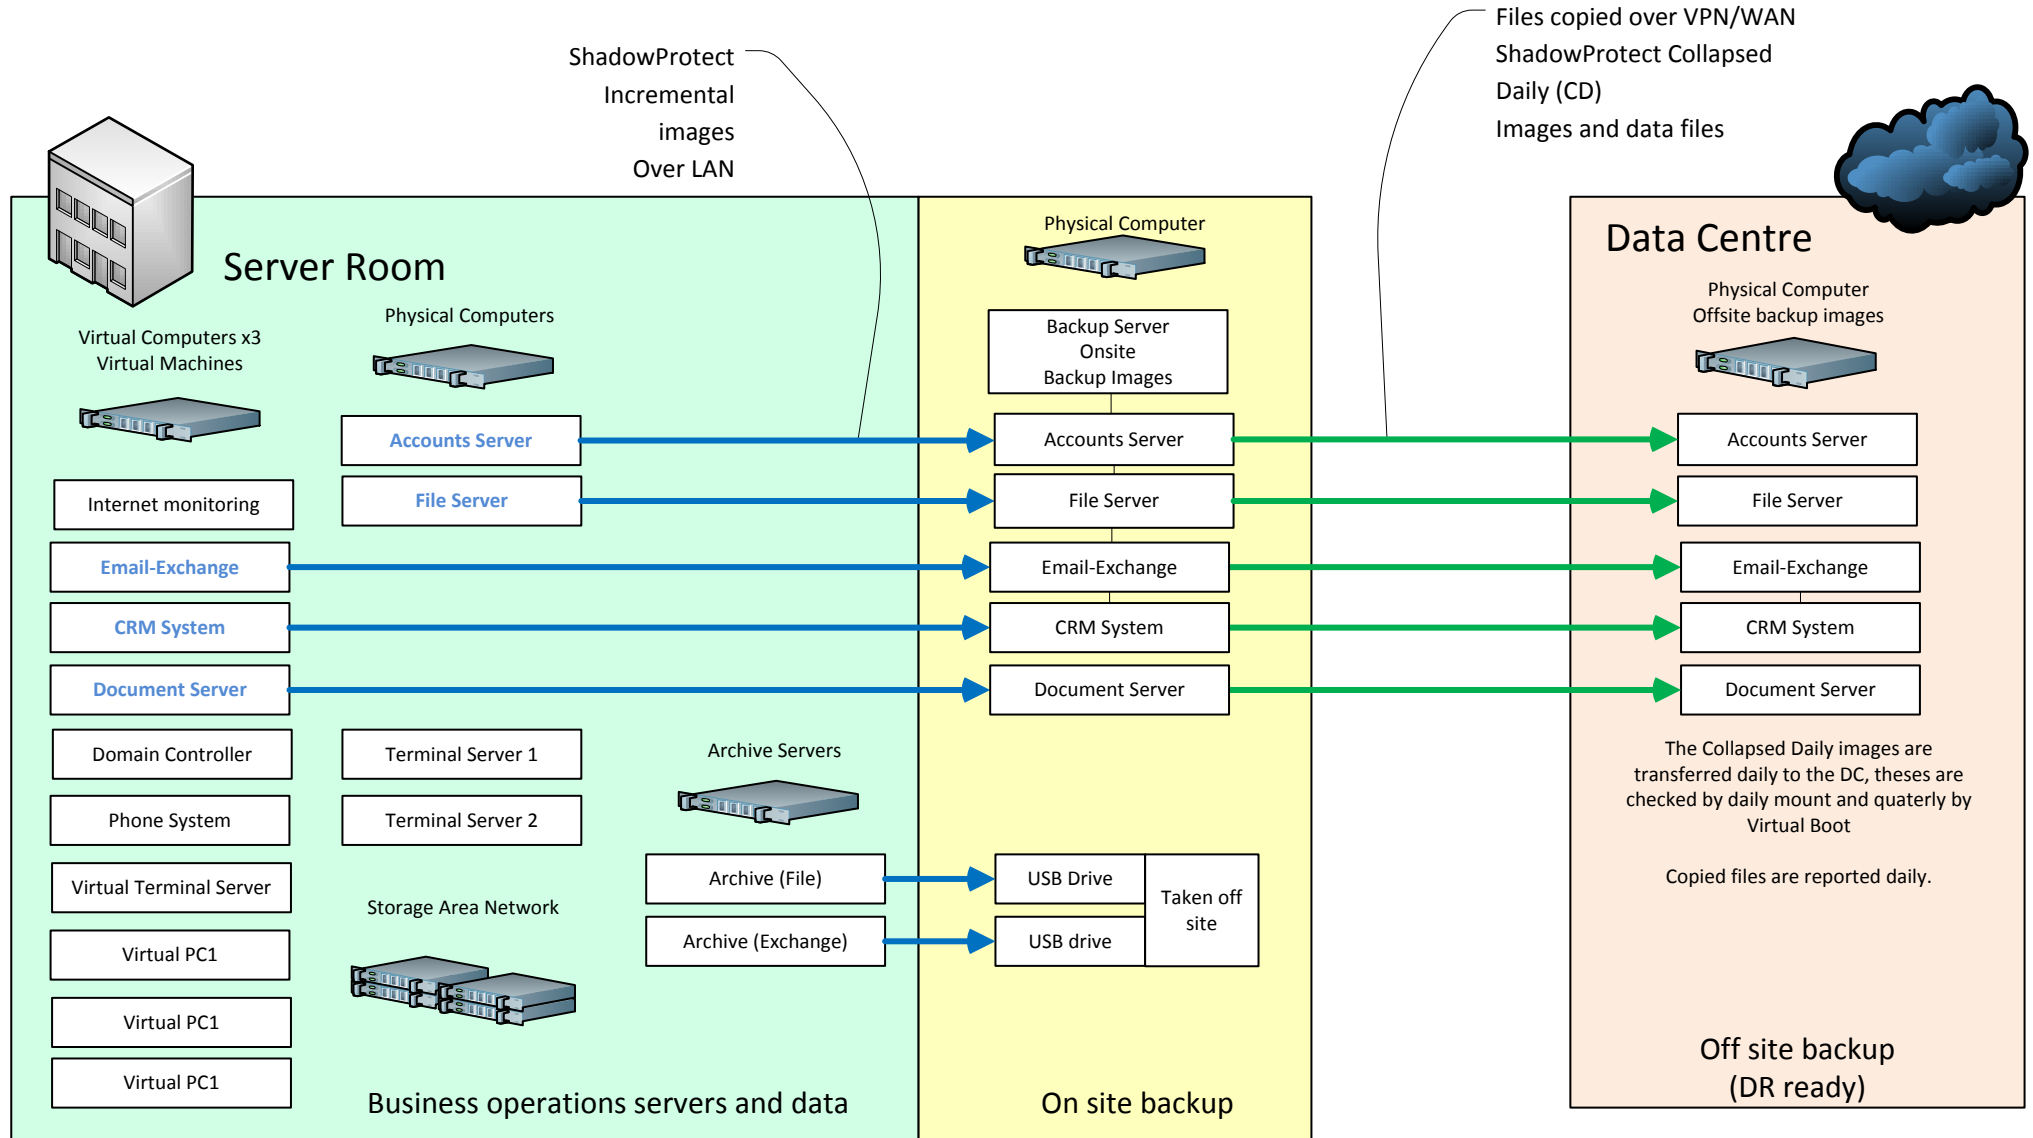 ShadowProtect
Incremental
images
Over LAN
Files copied over VPN/WAN
ShadowProtect Collapsed
Daily (CD)
Images and data files
Server Room
Virtual Computers x3
Virtual Machines
Physical Computers
Accounts Server
File Server
Internet monitoring
Email-Exchange
CRM System
Document Server
Domain Controller
Phone System
Virtual Terminal Server
Virtual PC1
Virtual PC1
Virtual PC1
Terminal Server 1
Terminal Server 2
Storage Area Network
Archive Servers
Archive (File)
Archive (Exchange)
Business operations servers and data
Physical Computer
Backup Server
Onsite
Backup Images
Accounts Server
File Server
Email-Exchange
CRM System
Document Server
USB Drive
USB drive
Taken off
site
On site backup
Data Centre
Physical Computer
Offsite backup images
Accounts Server
File Server
Email-Exchange
CRM System
Document Server
The Collapsed Daily images are
transferred daily to the DC, theses are
checked by daily mount and quaterly by
Virtual Boot
Copied files are reported daily.
Off site backup
(DR ready)